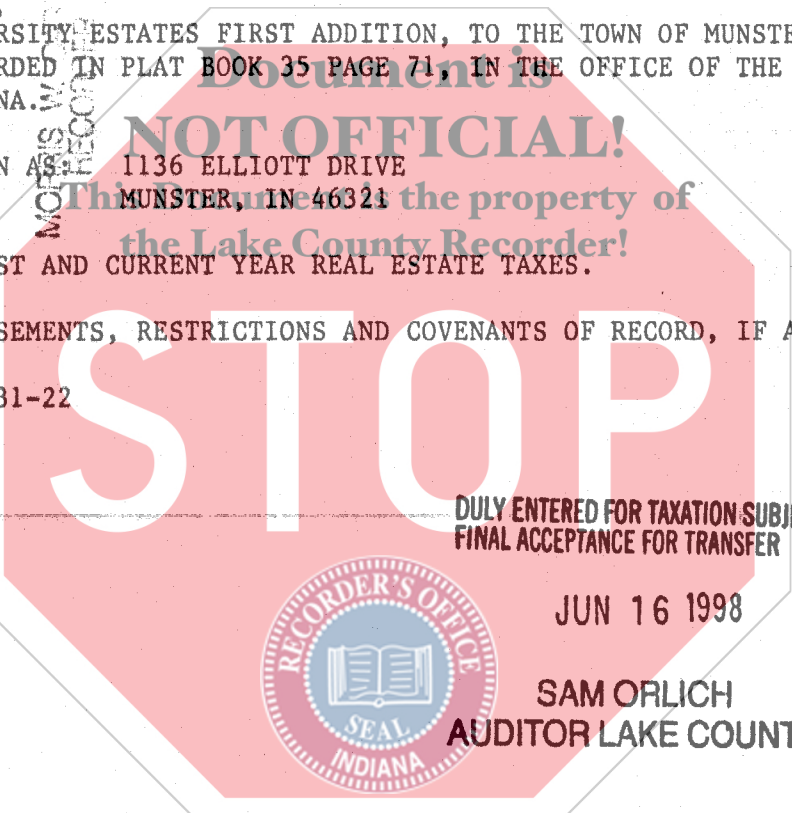 RSITY ESTATES FIRST ADDITION, TO THE TOWN OF MUNSTE
RDED IN PLAT BOOK 35 PAGE 71, IN THE OFFICE OF THE
NA.
Document is
NOT OFFICIAL!
This Document is the property of
the Lake County Recorder!
MORRIS W.
RECORDER
N AS: 1136 ELLIOTT DRIVE
MUNSTER, IN 46321
ST AND CURRENT YEAR REAL ESTATE TAXES.
SEMENTS, RESTRICTIONS AND COVENANTS OF RECORD, IF A
31-22
STOP
DULY ENTERED FOR TAXATION SUBJE
FINAL ACCEPTANCE FOR TRANSFER
JUN 16 1998
SAM ORLICH
AUDITOR LAKE COUNT
RECORDER'S OFFICE
SEAL
INDIANA